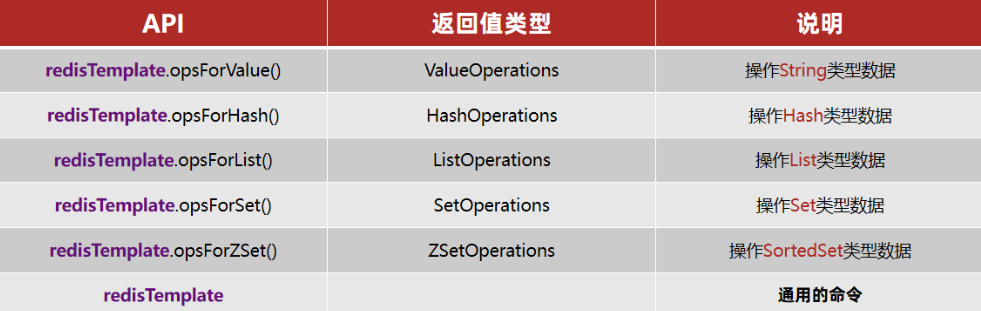 API 返回值类型 说明
redisTemplate.opsForValue() ValueOperations 操作String类型数据
redisTemplate.opsForHash() HashOperations 操作Hash类型数据
redisTemplate.opsForList() ListOperations 操作List类型数据
redisTemplate.opsForSet() SetOperations 操作Set类型数据
redisTemplate.opsForZSet() ZSetOperations 操作SortedSet类型数据
redisTemplate 通用的命令